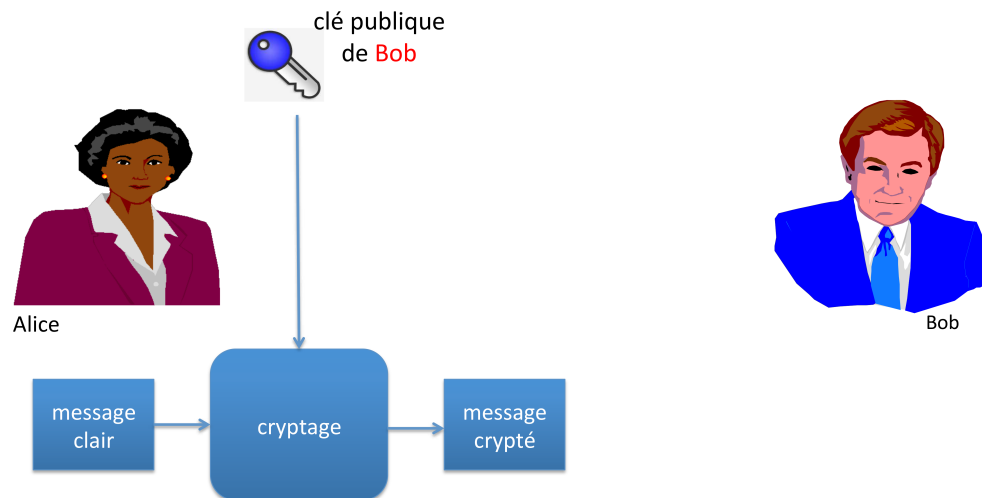 clé publique
de Bob
Alice
Bob
message
clair
cryptage
message
crypté